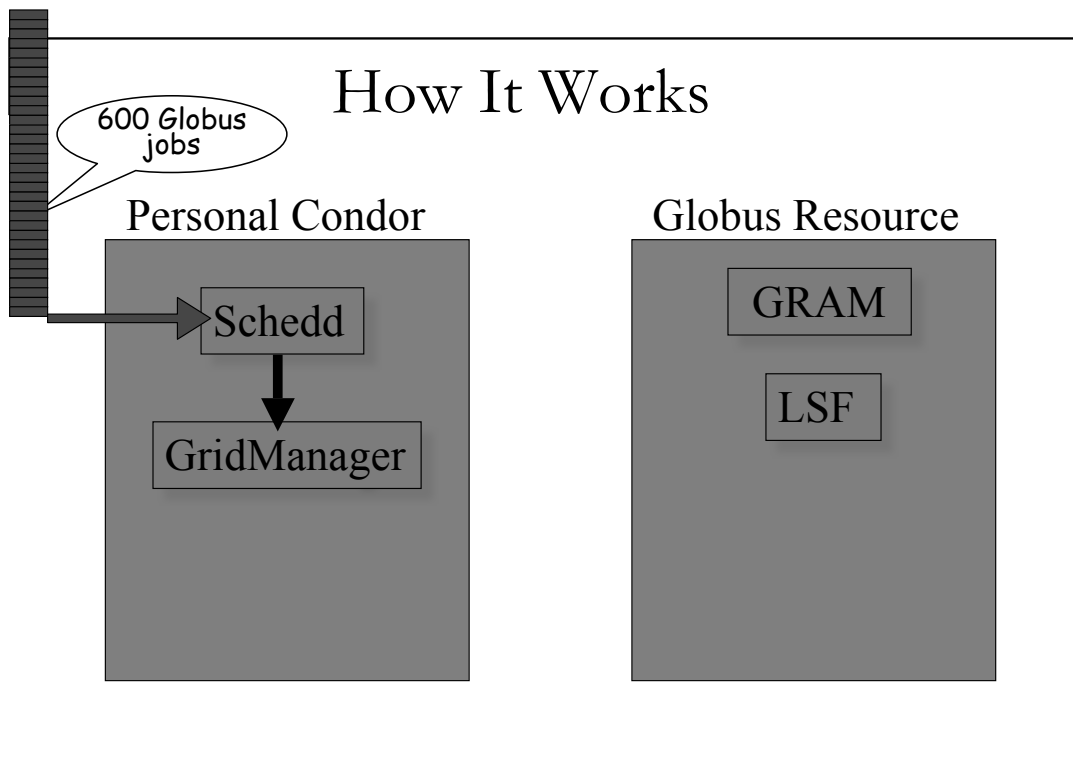 How It Works
600 Globus
jobs
Personal Condor
Globus Resource
Schedd
GridManager
GRAM
LSF